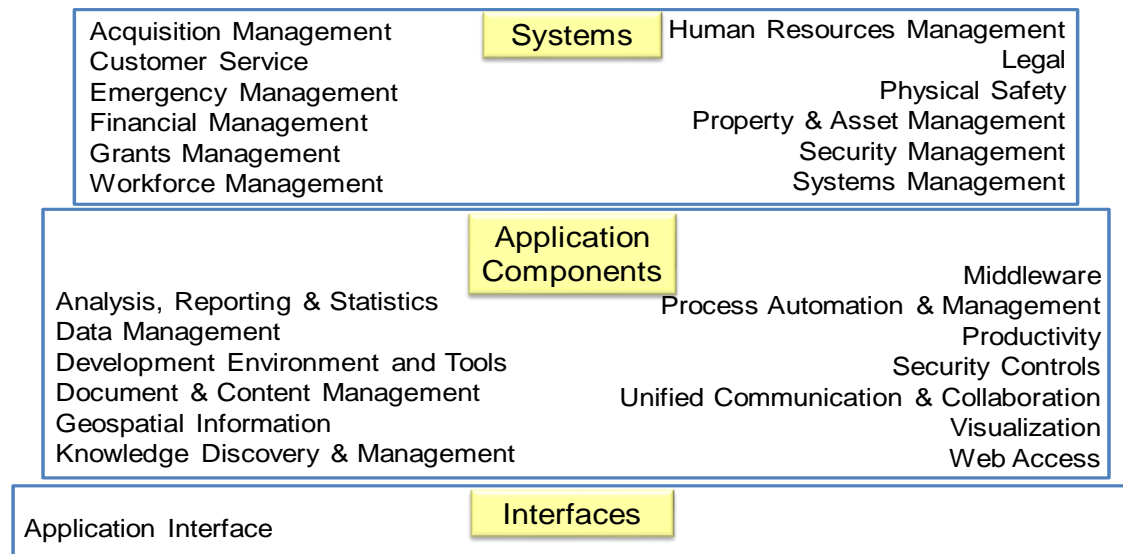 Systems
Acquisition Management
Customer Service
Emergency Management
Financial Management
Grants Management
Workforce Management
Human Resources Management
Legal
Physical Safety
Property & Asset Management
Security Management
Systems Management
Application
Components
Analysis, Reporting & Statistics
Data Management
Development Environment and Tools
Document & Content Management
Geospatial Information
Knowledge Discovery & Management
Middleware
Process Automation & Management
Productivity
Security Controls
Unified Communication & Collaboration
Visualization
Web Access
Interfaces
Application Interface